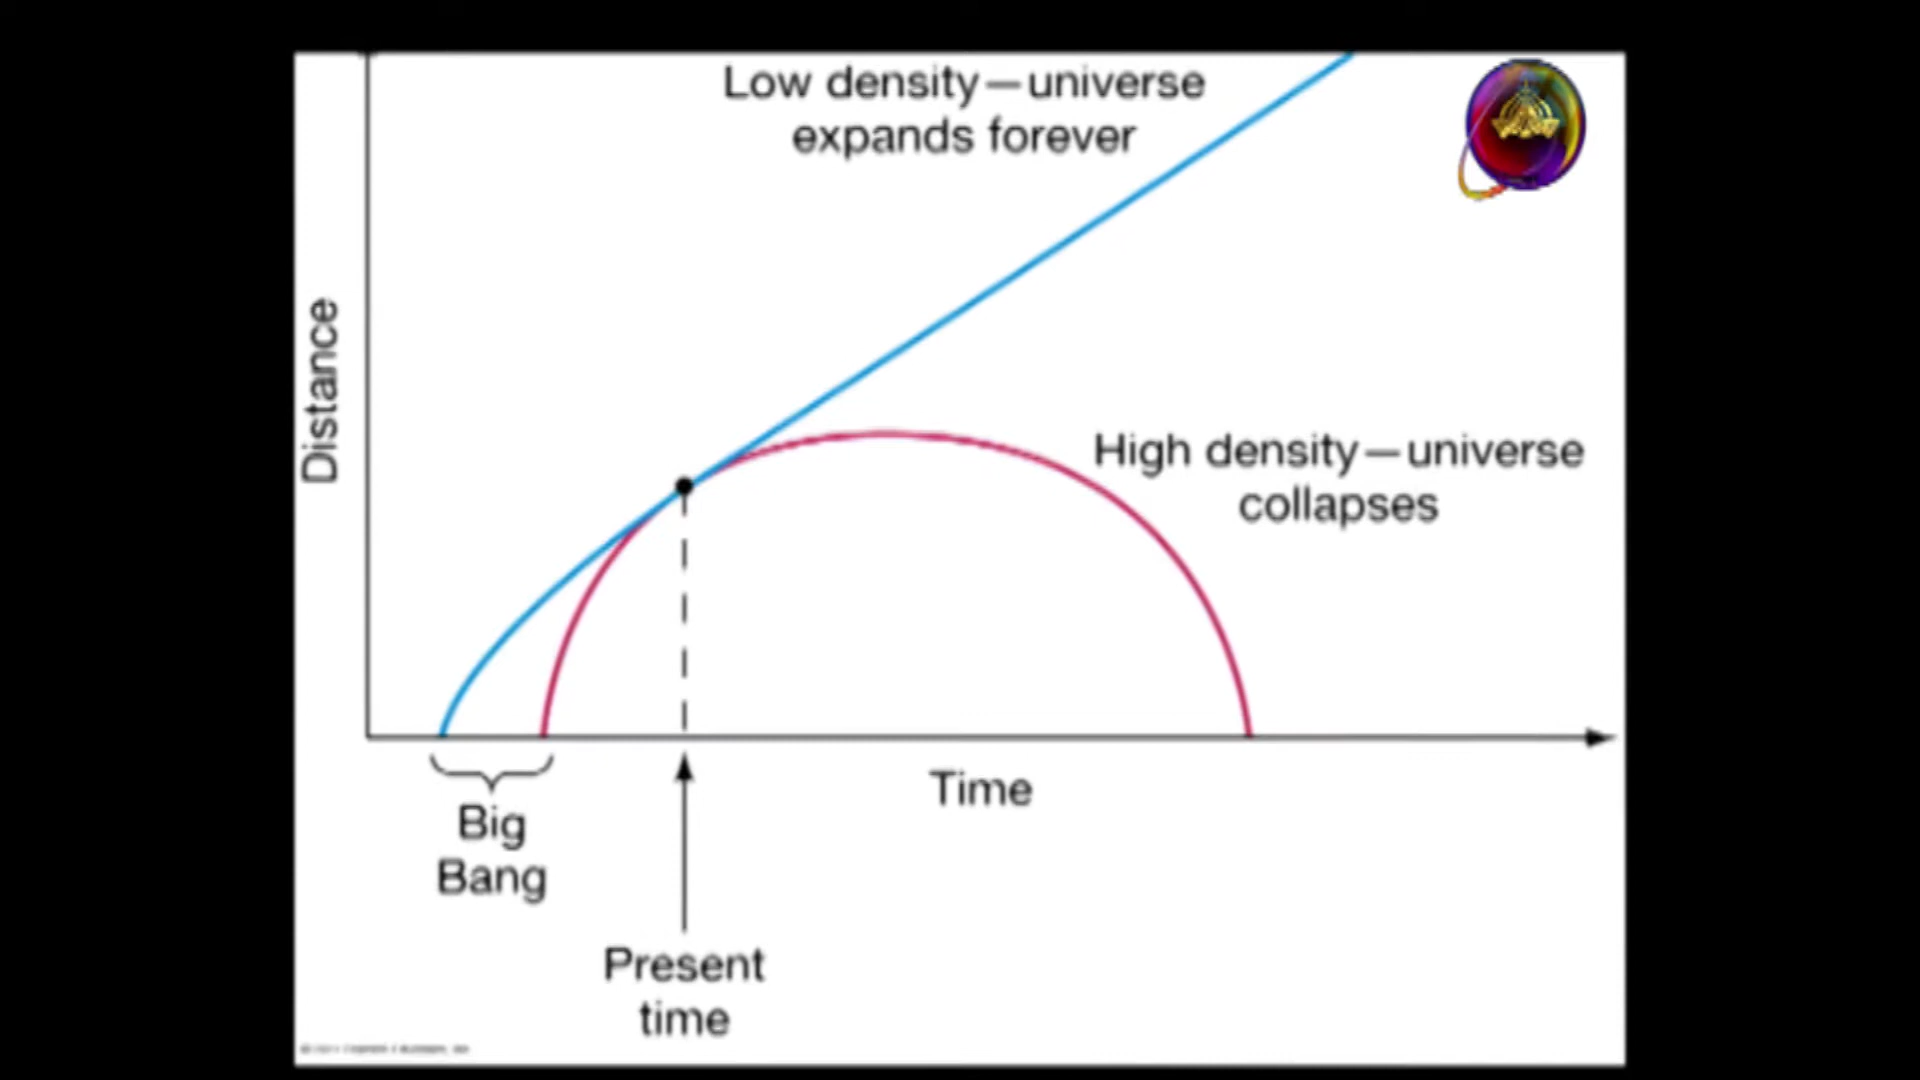 Low density—universe
expands forever
Distance
High density—universe
collapses
Time
Big
Bang
Present
time